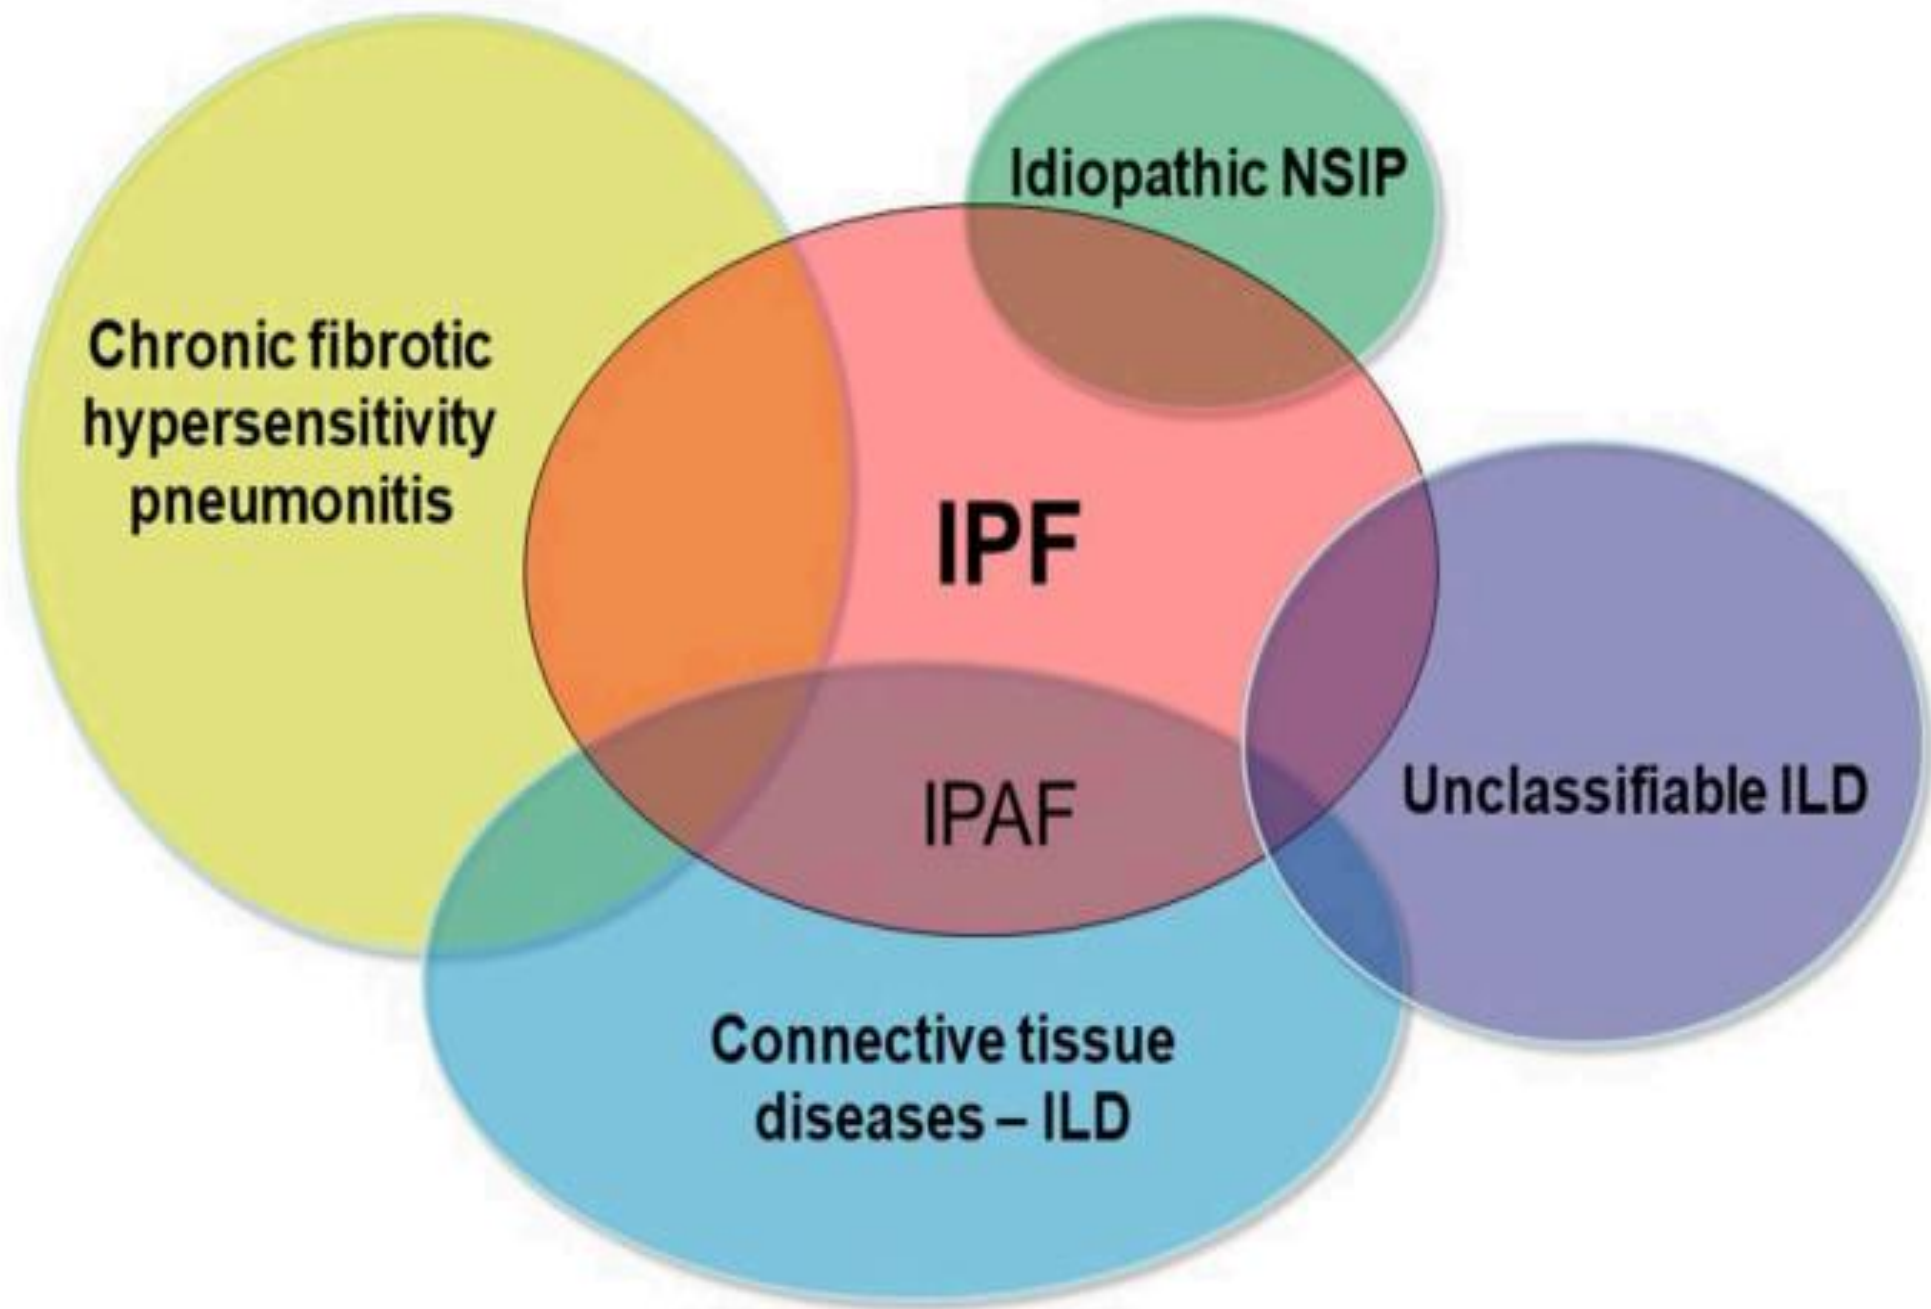 Idiopathic NSIP
Chronic fibrotic
hypersensitivity
pneumonitis
IPF
IPAF
Unclassifiable ILD
Connective tissue
diseases – ILD